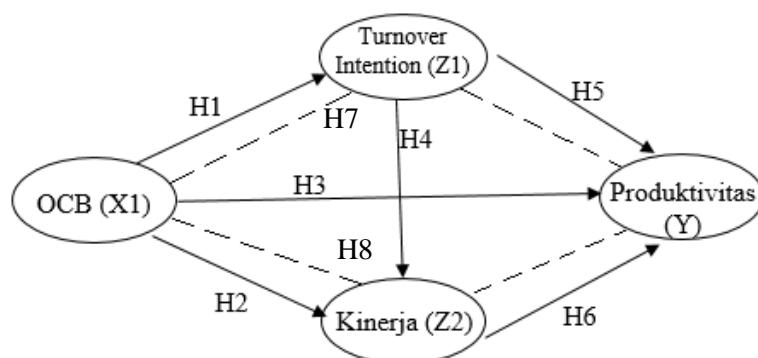 Turnover
Intention (Z1)
H1
H5
H7
H4
OCB (X1)
H3
Produktivitas
(Y)
H8
H2
Kinerja (Z2)
H6